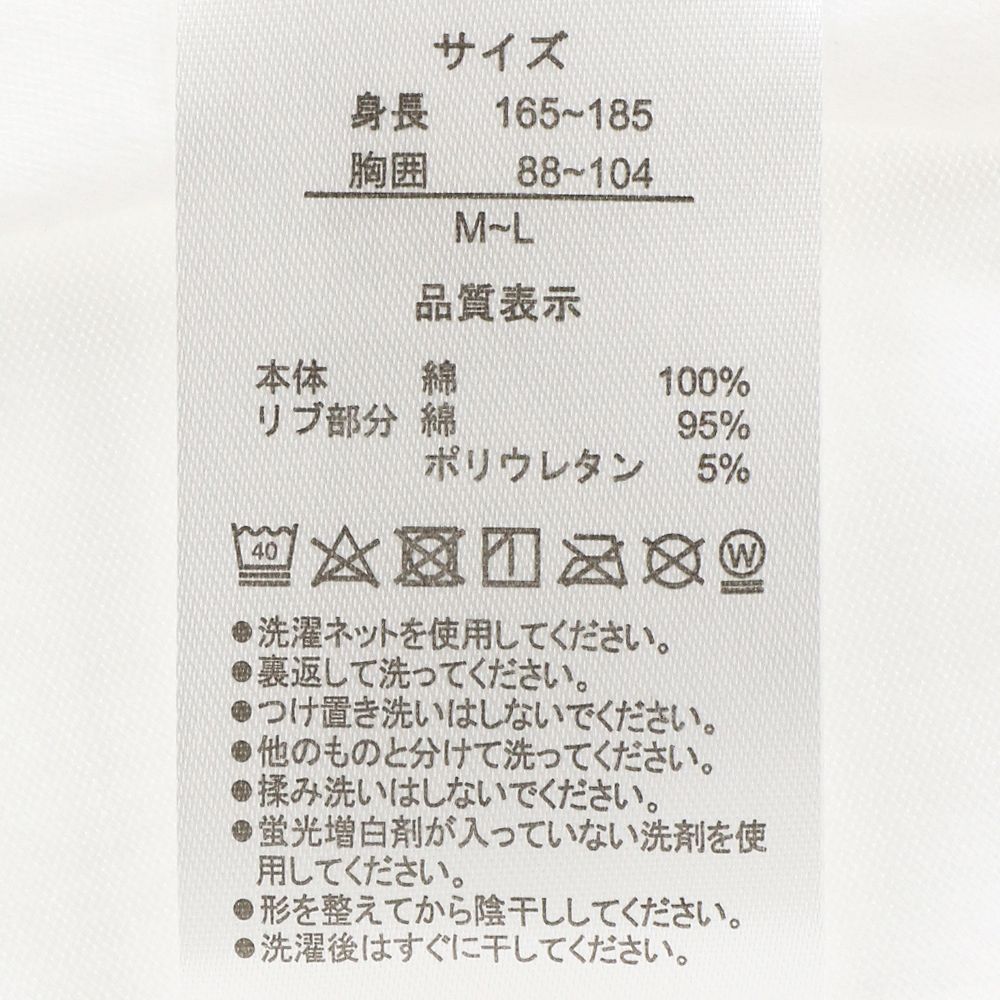 サイズ
身長 165~185
胸囲 88~104
M~L
品質表示
本体 綿 100%
リブ部分 綿 95%
ポリウレタン 5%
40 W
●洗濯ネットを使用してください。
●裏返して洗ってください。
●つけ置き洗いはしないでください。
●他のものと分けて洗ってください。
●揉み洗いはしないでください。
●蛍光増白剤が入っていない洗剤を使
用してください。
●形を整えてから陰干ししてください。
●洗濯後はすぐに干してください。